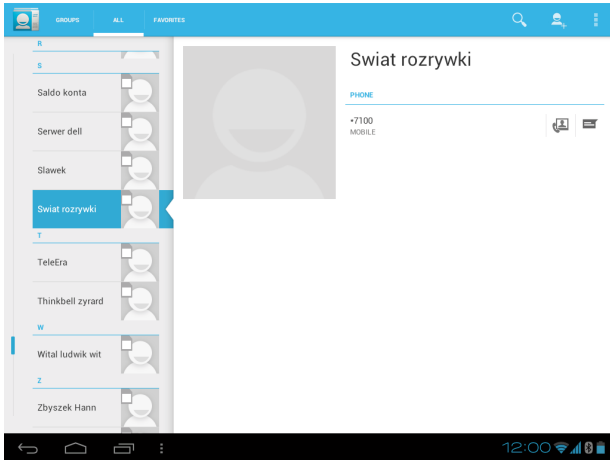 GROUPS ALL FAVORITES
R
S
Saldo konta
Serwer dell
Slawek
Swiat rozrywki
T
TeleEra
Thinkbell zyrard
W
Wital ludwik wit
Z
Zbyszek Hann
Swiat rozrywki
PHONE
*7100
MOBILE
12:00